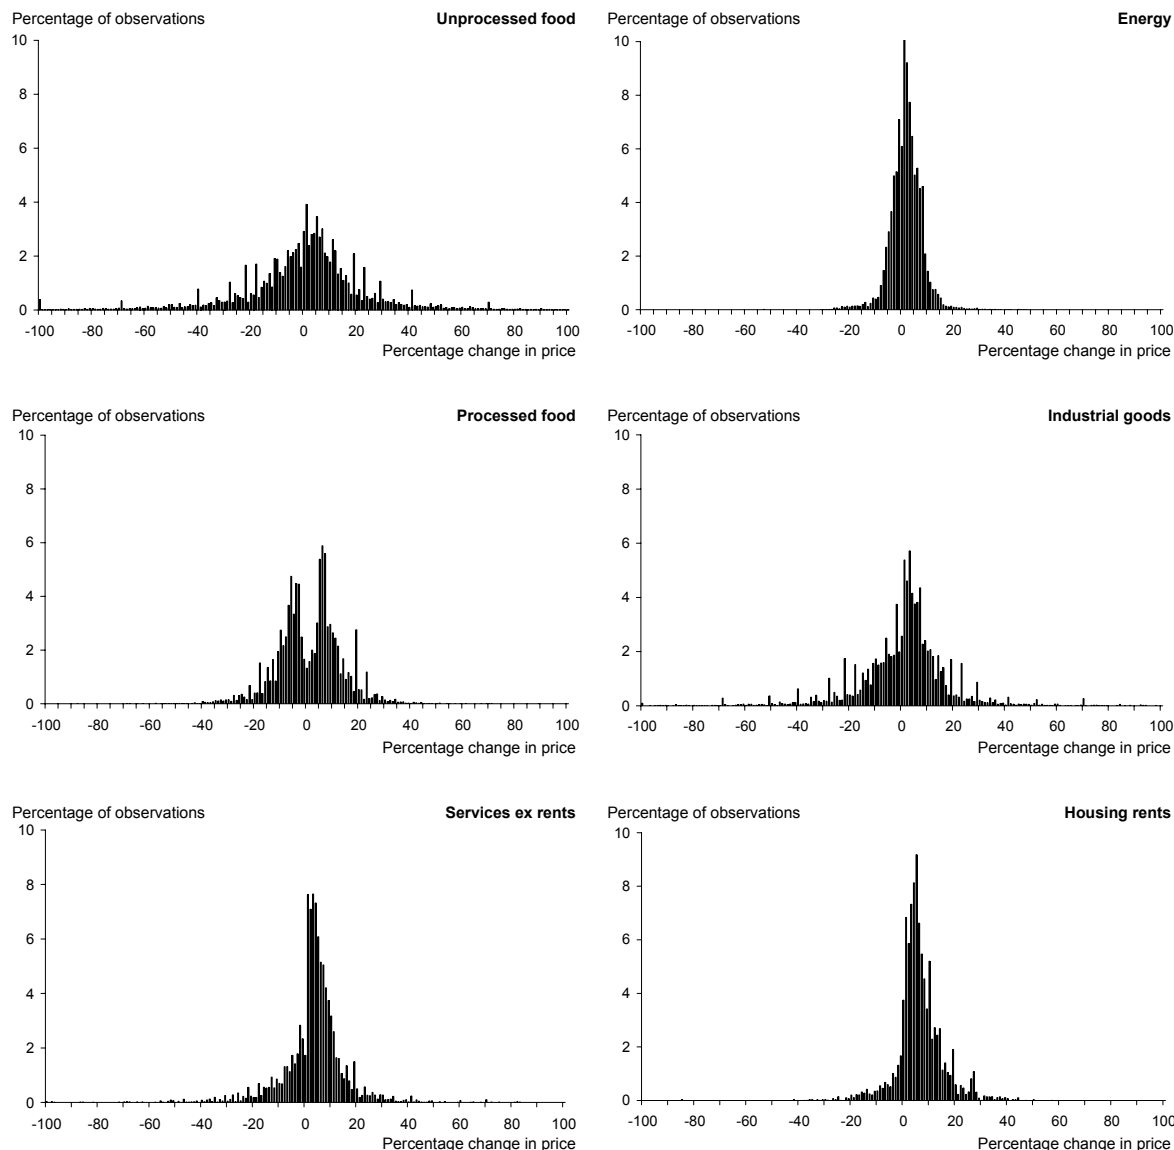 Percentage of observations Unprocessed food
10
8
6
4
2
0
-100 -80 -60 -40 -20 0 20 40 60 80 100
Percentage change in price
Percentage of observations Energy
10
8
6
4
2
0
-100 -80 -60 -40 -20 0 20 40 60 80 100
Percentage change in price
Percentage of observations Processed food
10
8
6
4
2
0
-100 -80 -60 -40 -20 0 20 40 60 80 100
Percentage change in price
Percentage of observations Industrial goods
10
8
6
4
2
0
-100 -80 -60 -40 -20 0 20 40 60 80 100
Percentage change in price
Percentage of observations Services ex rents
10
8
6
4
2
0
-100 -80 -60 -40 -20 0 20 40 60 80 100
Percentage change in price
Percentage of observations Housing rents
10
8
6
4
2
0
-100 -80 -60 -40 -20 0 20 40 60 80 100
Percentage change in price